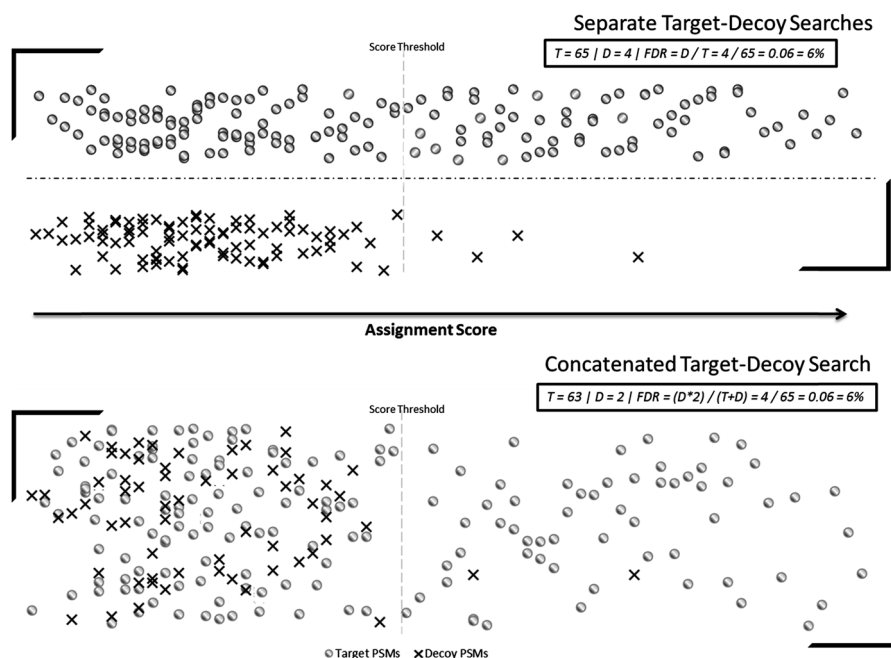 Separate Target-Decoy Searches
T = 65 | D = 4 | FDR = D / T = 4 / 65 = 0.06 = 6%
Score Threshold
Assignment Score
Concatenated Target-Decoy Search
T = 63 | D = 2 | FDR = (D*2) / (T+D) = 4 / 65 = 0.06 = 6%
Score Threshold
Target PSMs
Decoy PSMs